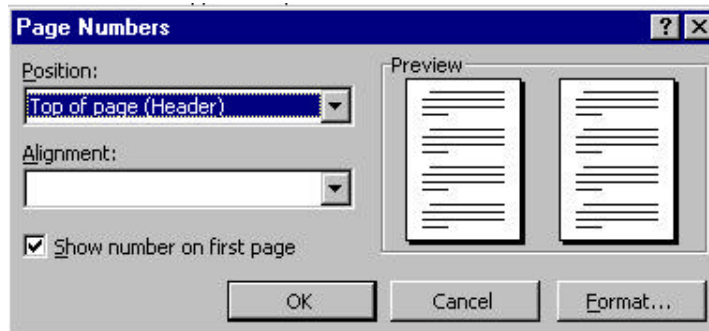 Page Numbers
Position:
Preview
Top of page (Header)
Alignment:
Show number on first page
OK
Cancel
Format...